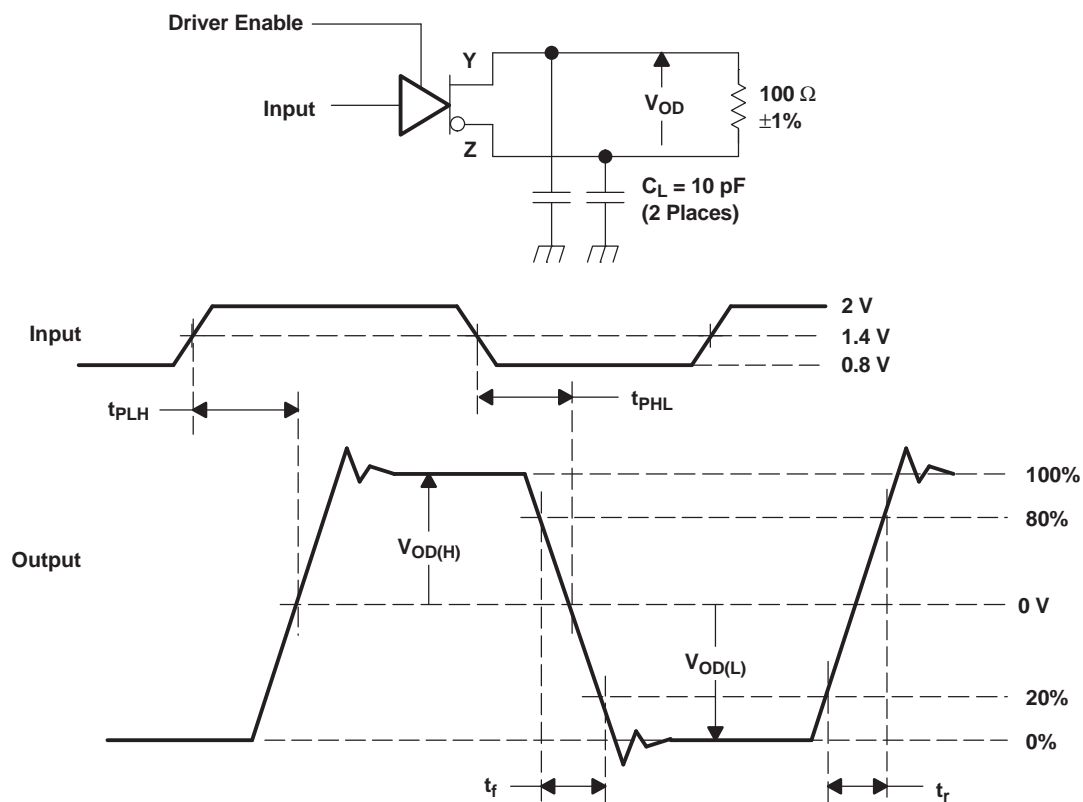 Driver Enable
Y
Input
V_OD
100 Ω
±1%
Z
C_L = 10 pF
(2 Places)
2 V
Input
1.4 V
0.8 V
t_PLH
t_PHL
100%
80%
V_OD(H)
Output
0 V
V_OD(L)
20%
0%
t_f
t_r